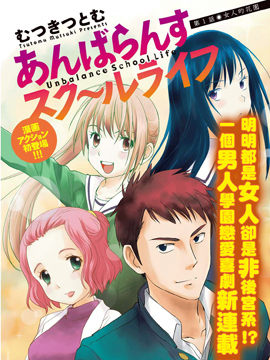 むつきつとむ
Tsutomu Mutsuki Presents
あんばらんす
Unbalance School Life
スク〜ルライフ
第1話●女人的花園
漫画
アクション
初登場
!!!
明明都是女人卻是非後宮系!?
一個男人學園戀愛喜劇新連載